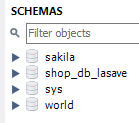 SCHEMAS
Filter objects
sakila
shop_db_lasave
sys
world